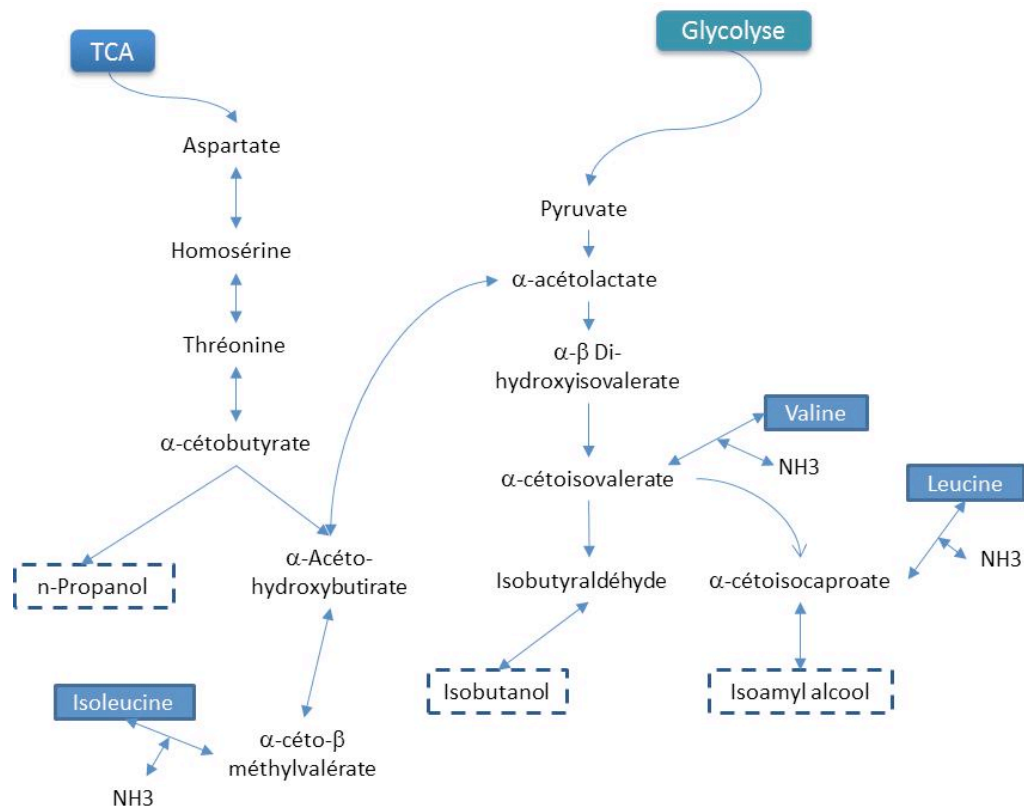 TCA
Glycolyse
Aspartate
Pyruvate
Homosérine
α-acétolactate
Thréonine
α-β Di-
hydroxyisovalerate
Valine
α-cétobutyrate
NH3
α-cétoisovalerate
Leucine
α-Acéto-
hydroxybutirate
NH3
n-Propanol
Isobutyraldéhyde
α-cétoisocaproate
Isobutanol
Isoamyl alcool
Isoleucine
α-céto-β
méthylvalérate
NH3